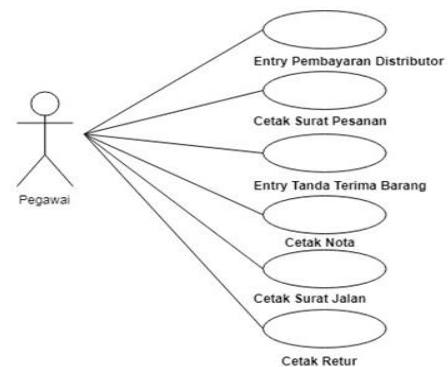 Entry Pembayaran Distributor
Cetak Surat Pesanan
Entry Tanda Terima Barang
Pegawai
Cetak Nota
Cetak Surat Jalan
Cetak Retur